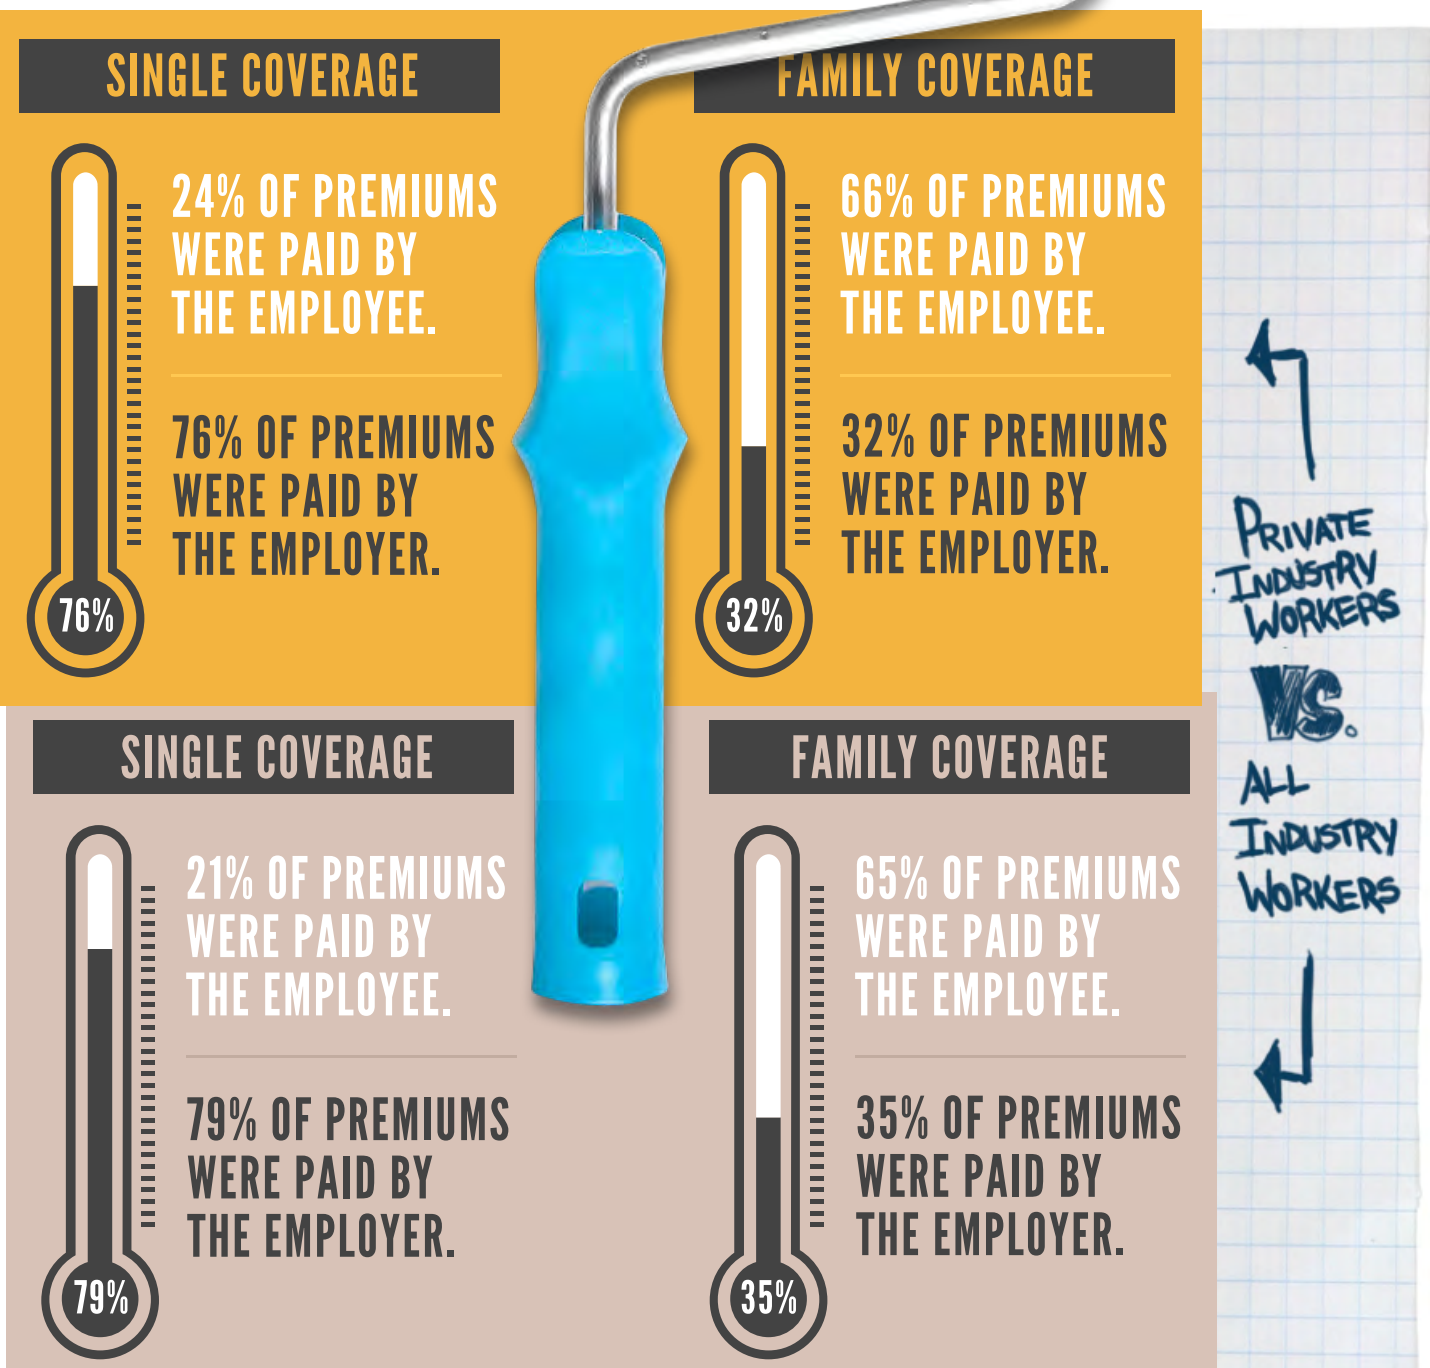 SINGLE COVERAGE
24% OF PREMIUMS
WERE PAID BY
THE EMPLOYEE.
76% OF PREMIUMS
WERE PAID BY
THE EMPLOYER.
76%
FAMILY COVERAGE
66% OF PREMIUMS
WERE PAID BY
THE EMPLOYEE.
32% OF PREMIUMS
WERE PAID BY
THE EMPLOYER.
32%
PRIVATE
INDUSTRY
WORKERS
VS.
ALL
INDUSTRY
WORKERS
SINGLE COVERAGE
21% OF PREMIUMS
WERE PAID BY
THE EMPLOYEE.
79% OF PREMIUMS
WERE PAID BY
THE EMPLOYER.
79%
FAMILY COVERAGE
65% OF PREMIUMS
WERE PAID BY
THE EMPLOYEE.
35% OF PREMIUMS
WERE PAID BY
THE EMPLOYER.
35%